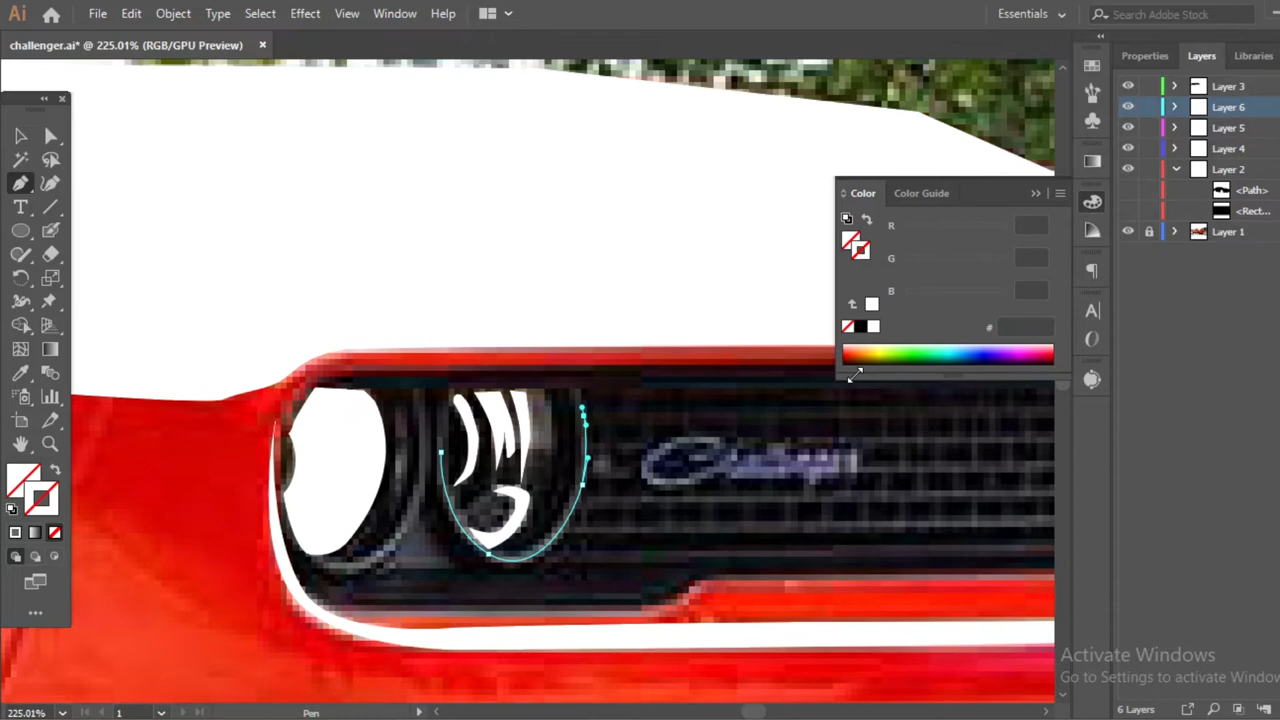 Ai File Edit Object Type Select Effect View Window Help Essentials Search Adobe Stock
challenger.ai* @ 225.01% (RGB/GPU Preview)
Properties Layers Libraries
Layer 3
Layer 6
Layer 5
Layer 4
Layer 2
<Path>
<Rect...
Layer 1
Color Color Guide
R
G
B
#
Challenger
Activate Windows
Go to Settings to activate Window
225.01% 1 Pen 6 Layers